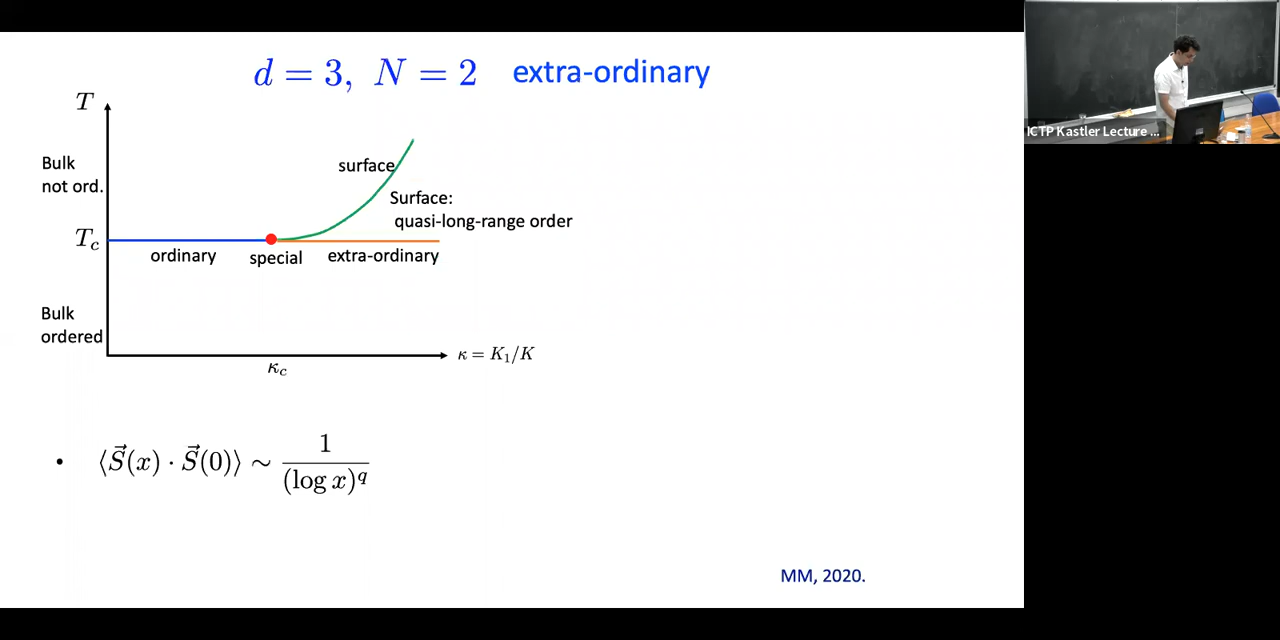 d = 3, N = 2 extra-ordinary
T
Bulk
not ord.
surface
Surface:
quasi-long-range order
T_c
ordinary
special
extra-ordinary
Bulk
ordered
κ = K_1/K
κ_c
• ⟨S⃗(x) · S⃗(0)⟩ ∼ 1/(log x)^q
MM, 2020.
ICTP Kastler Lecture ...